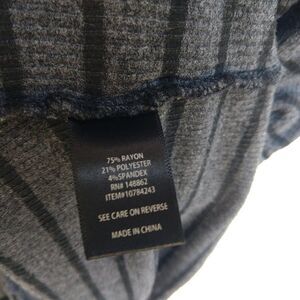 75% RAYON
21% POLYESTER
4%SPANDEX
RN# 148862
ITEM#10784243
SEE CARE ON REVERSE
MADE IN CHINA